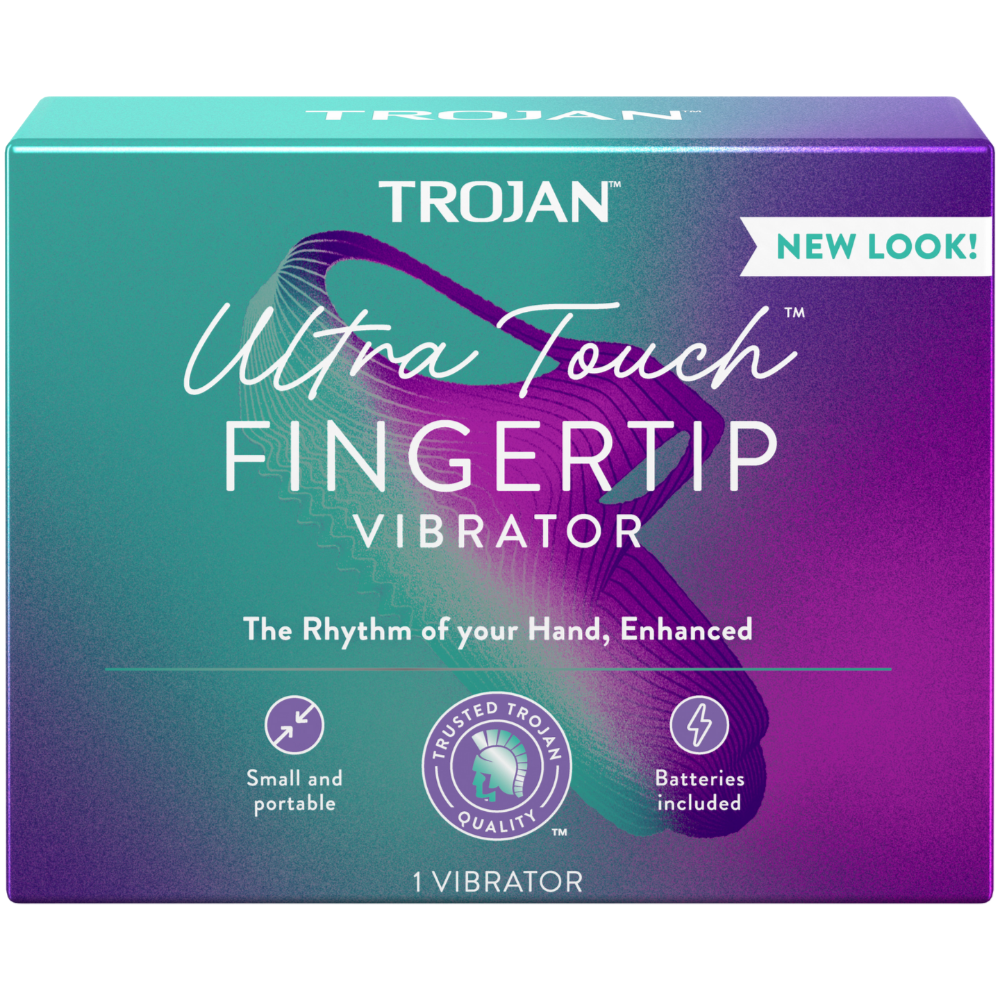 TROJAN™
TROJAN™
NEW LOOK!
Ultra Touch™
FINGERTIP
VIBRATOR
The Rhythm of your Hand, Enhanced
Small and
portable
TRUSTED TROJAN
QUALITY™
Batteries
included
1 VIBRATOR